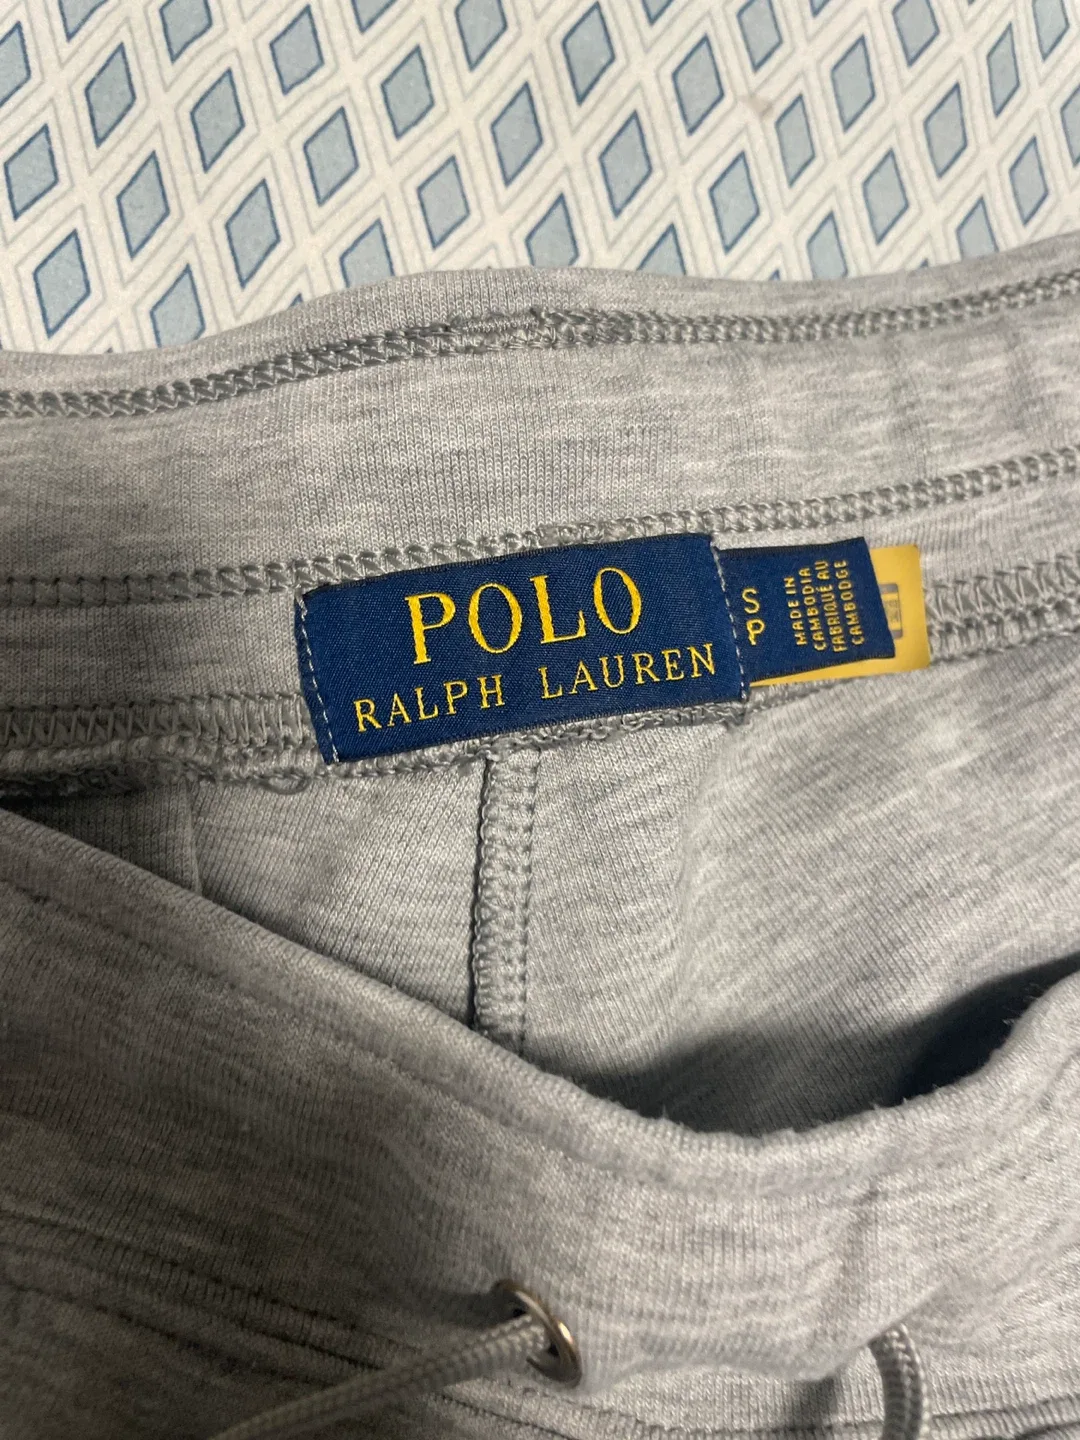 POLO
RALPH LAUREN
S
P
MADE IN
CAMBODIA
FABRIQUÉ AU
CAMBODGE